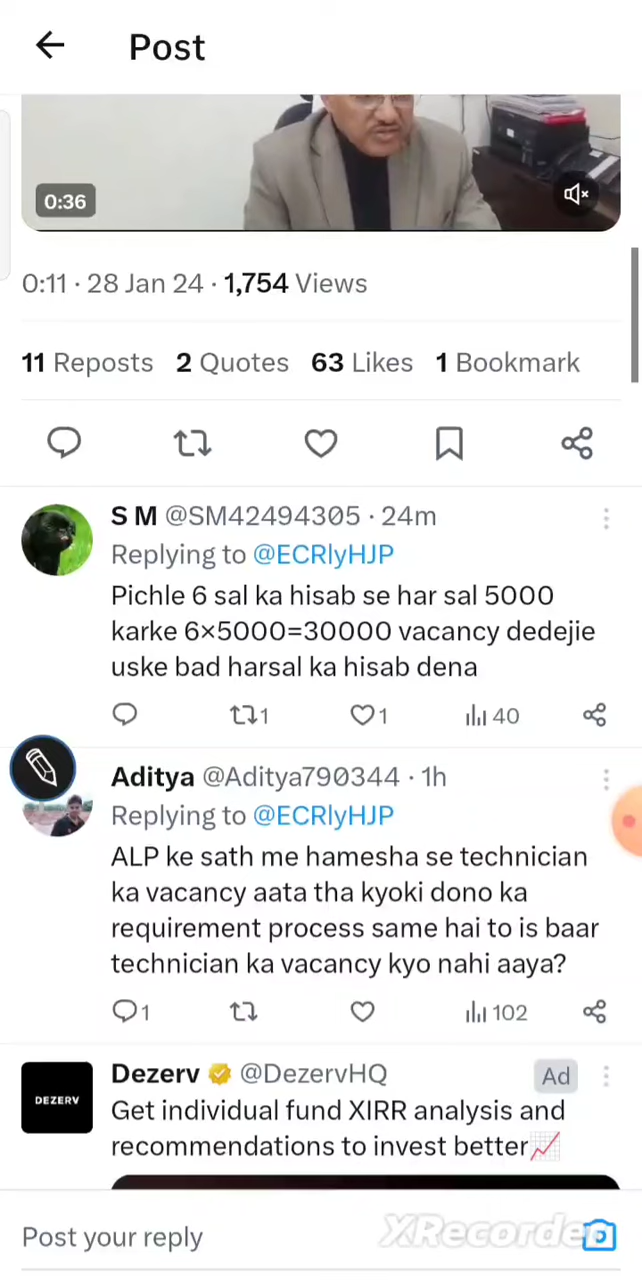 Post
0:36
0:11 · 28 Jan 24 · 1,754 Views
11 Reposts 2 Quotes 63 Likes 1 Bookmark
S M @SM42494305 · 24m
Replying to @ECRlyHJP
Pichle 6 sal ka hisab se har sal 5000
karke 6×5000=30000 vacancy dedejie
uske bad harsal ka hisab dena
1 1 40
Aditya @Aditya790344 · 1h
Replying to @ECRlyHJP
ALP ke sath me hamesha se technician
ka vacancy aata tha kyoki dono ka
requirement process same hai to is baar
technician ka vacancy kyo nahi aaya?
1 102
DEZERV
Dezerv @DezervHQ Ad
Get individual fund XIRR analysis and
recommendations to invest better📈
Post your reply
XRecorder